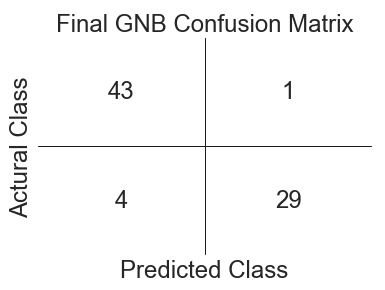 Final GNB Confusion Matrix
Actural Class
43 1
4 29
Predicted Class